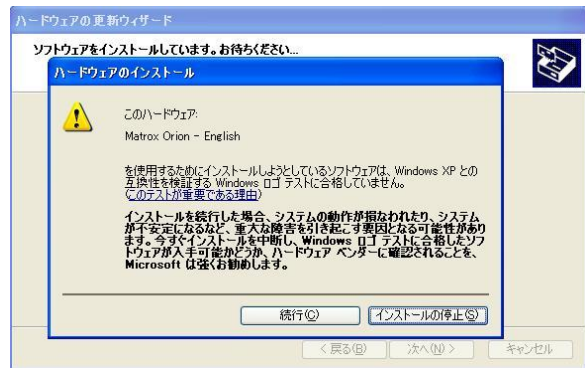 ハードウェアの更新ウィザード
ソフトウェアをインストールしています。お待ちください...
ハードウェアのインストール
このハードウェア:
Matrox Orion - English
を使用するためにインストールしようとしているソフトウェアは、Windows XP との
互換性を検証する Windows ロゴ テストに合格していません。
(このテストが重要である理由)
インストールを続行した場合、システムの動作が損なわれたり、システム
が不安定になるなど、重大な障害を引き起こす要因となる可能性があり
ます。今すぐインストールを中断し、Windows ロゴ テストに合格したソフ
トウェアが入手可能かどうか、ハードウェア ベンダーに確認されることを、
Microsoft は強くお勧めします。
続行(C)
インストールの停止(S)
< 戻る(B)
次へ(N) >
キャンセル